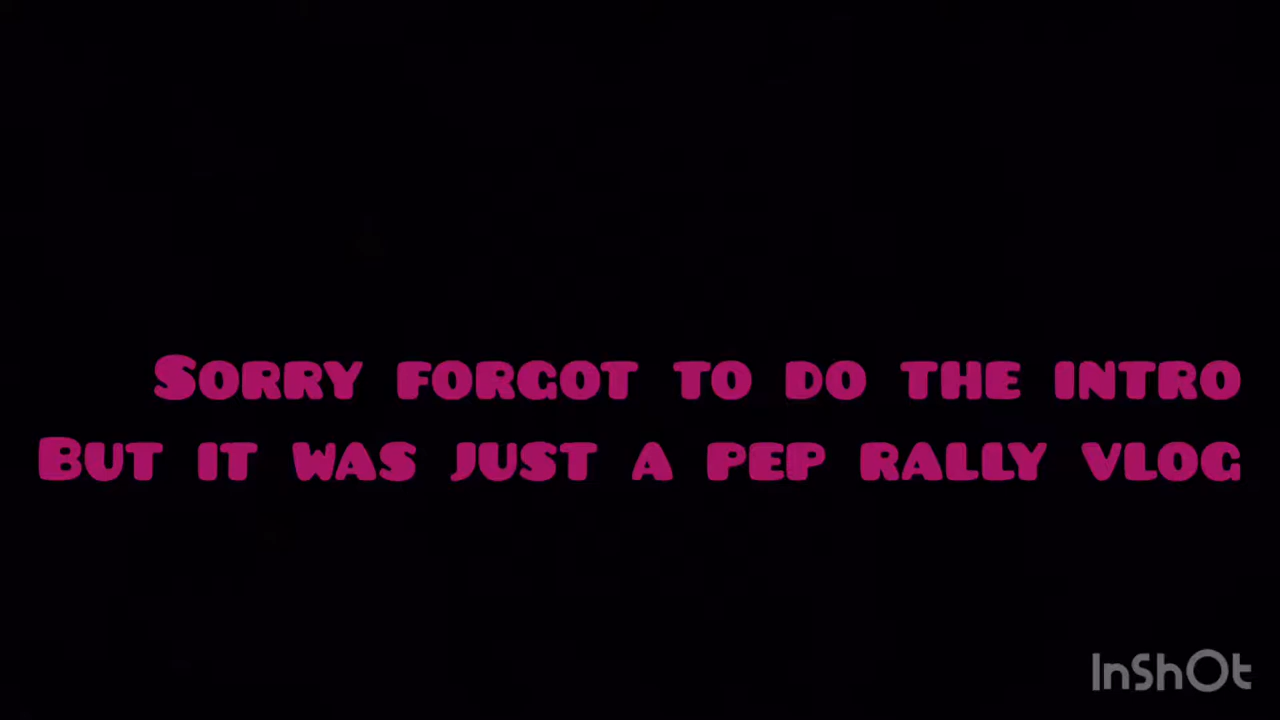 Sorry forgot to do the intro
But it was just a pep rally vlog
InShOt